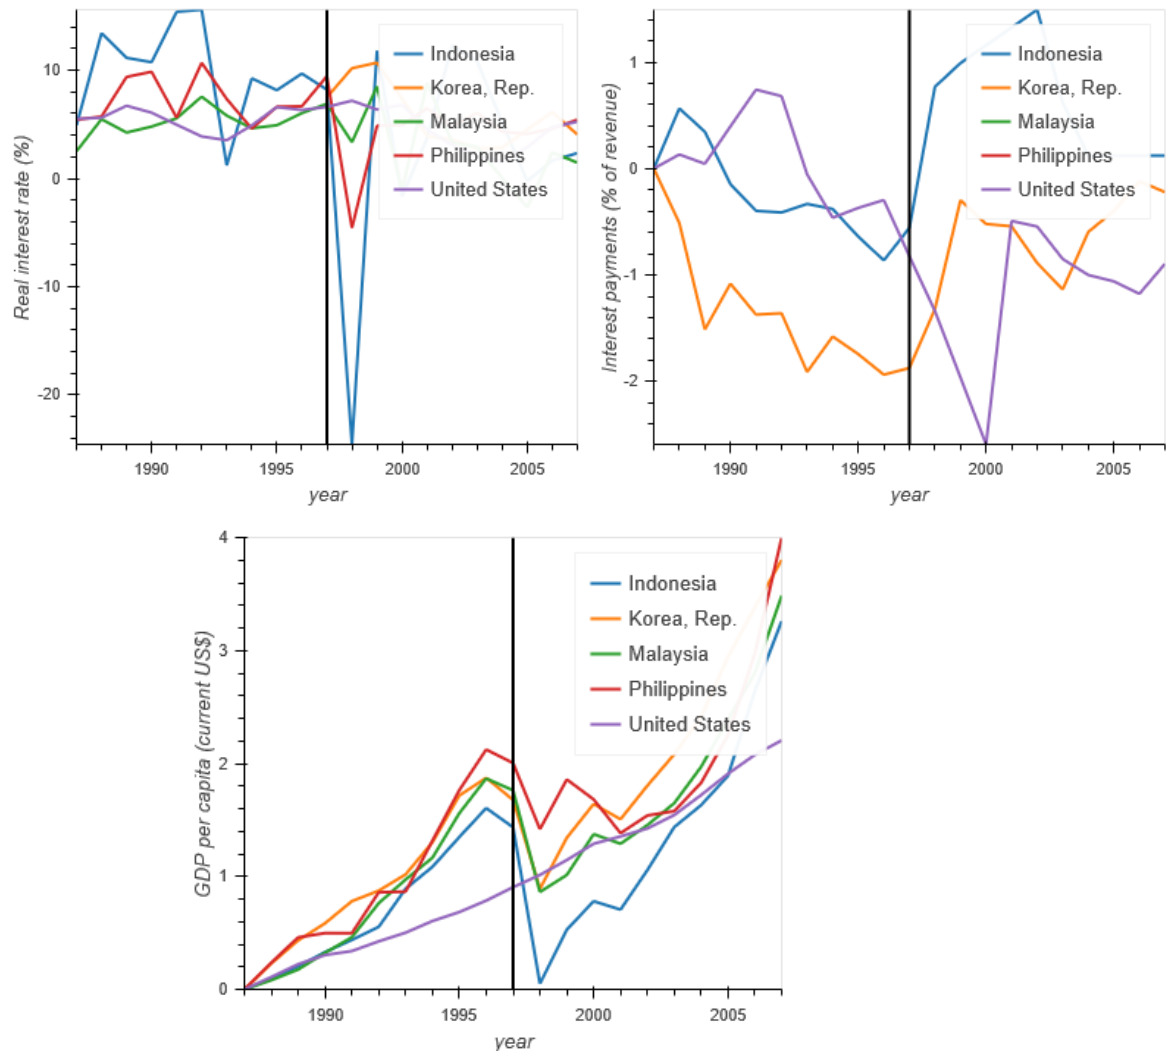 Real interest rate (%)
10
0
-10
-20
1990
1995
2000
2005
year
Indonesia
Korea, Rep.
Malaysia
Philippines
United States
Interest payments (% of revenue)
1
0
-1
-2
1990
1995
2000
2005
year
Indonesia
Korea, Rep.
Malaysia
Philippines
United States
GDP per capita (current US$)
4
3
2
1
0
1990
1995
2000
2005
year
Indonesia
Korea, Rep.
Malaysia
Philippines
United States